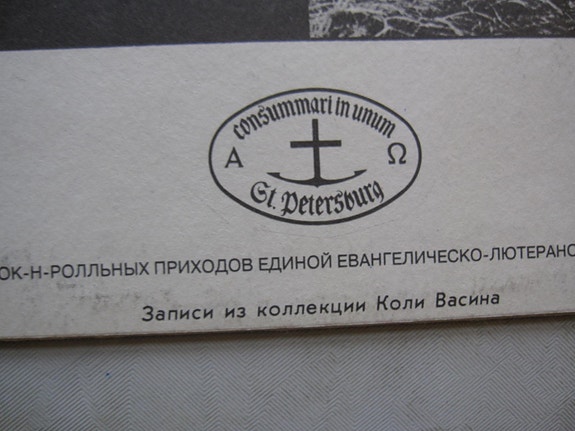 consummari in unum
Α Ω
St. Petersburg
ОК-Н-РОЛЛЬНЫХ ПРИХОДОВ ЕДИНОЙ ЕВАНГЕЛИЧЕСКО-ЛЮТЕРАНС
Записи из коллекции Коли Васина